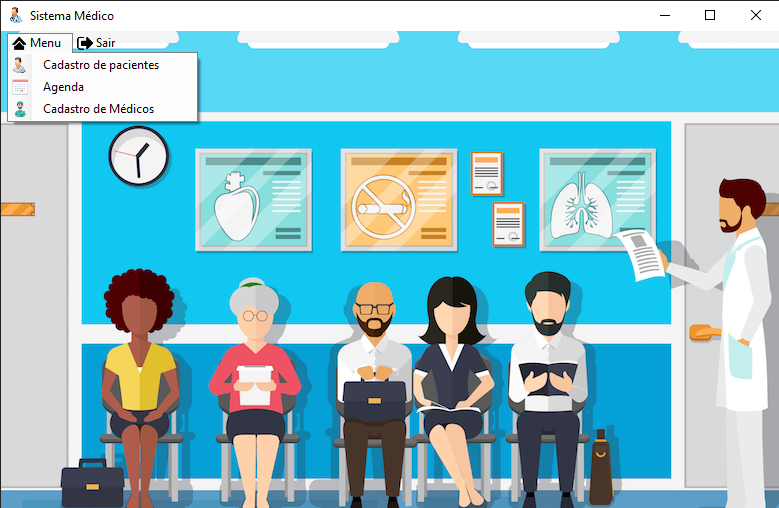 Sistema Médico
Menu
Sair
Cadastro de pacientes
Agenda
Cadastro de Médicos